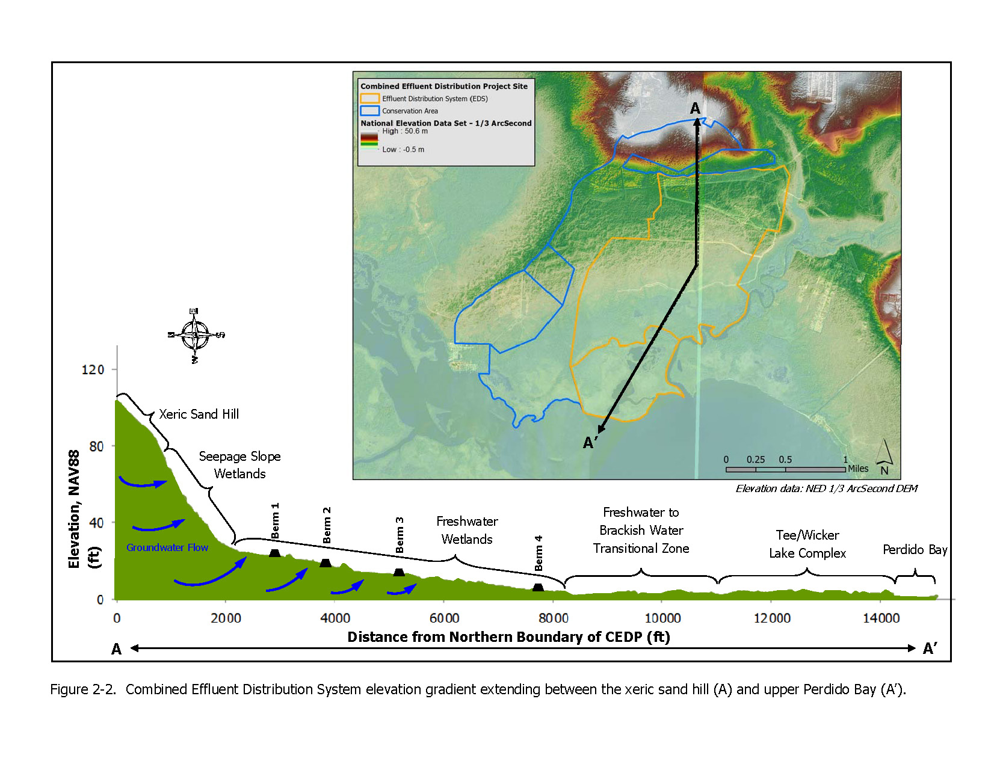 Combined Effluent Distribution Project Site
Effluent Distribution System (EDS)
Conservation Area
National Elevation Data Set - 1/3 ArcSecond
High : 50.6 m
Low : -0.5 m
A
A’
0 0.25 0.5 1
Miles
N
Elevation data: NED 1/3 ArcSecond DEM
E
N
S
W
120
80
40
0
Elevation, NAV88
(ft)
Xeric Sand Hill
Seepage Slope
Wetlands
Groundwater Flow
Berm 1
Berm 2
Berm 3
Berm 4
Freshwater
Wetlands
Freshwater to
Brackish Water
Transitional Zone
Tee/Wicker
Lake Complex
Perdido Bay
0 2000 4000 6000 8000 10000 12000 14000
Distance from Northern Boundary of CEDP (ft)
A A’
Figure 2-2. Combined Effluent Distribution System elevation gradient extending between the xeric sand hill (A) and upper Perdido Bay (A’).